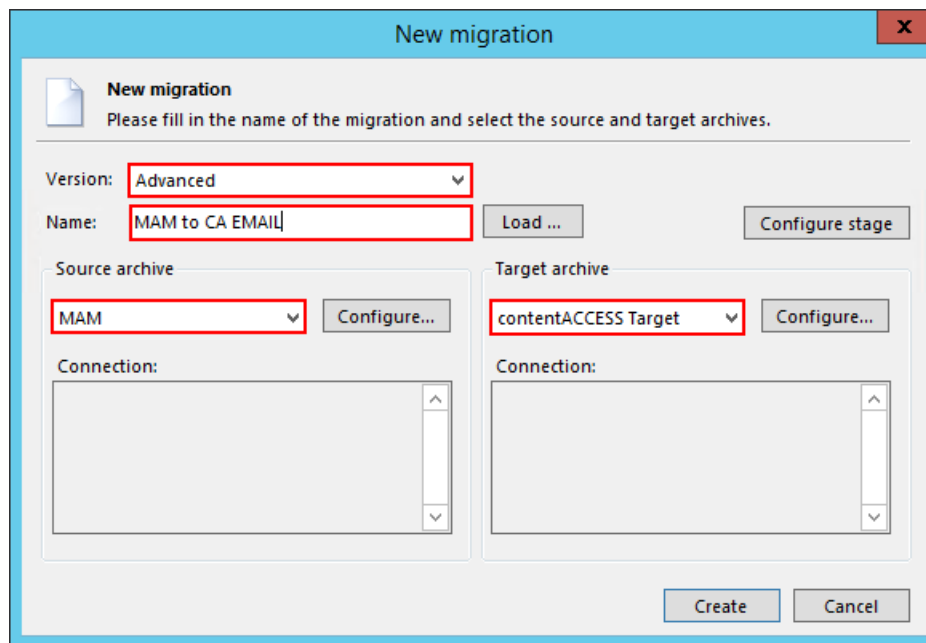 New migration
x
New migration
Please fill in the name of the migration and select the source and target archives.
Version: Advanced
Name: MAM to CA EMAIL Load ... Configure stage
Source archive
MAM Configure...
Connection:
Target archive
contentACCESS Target Configure...
Connection:
Create Cancel